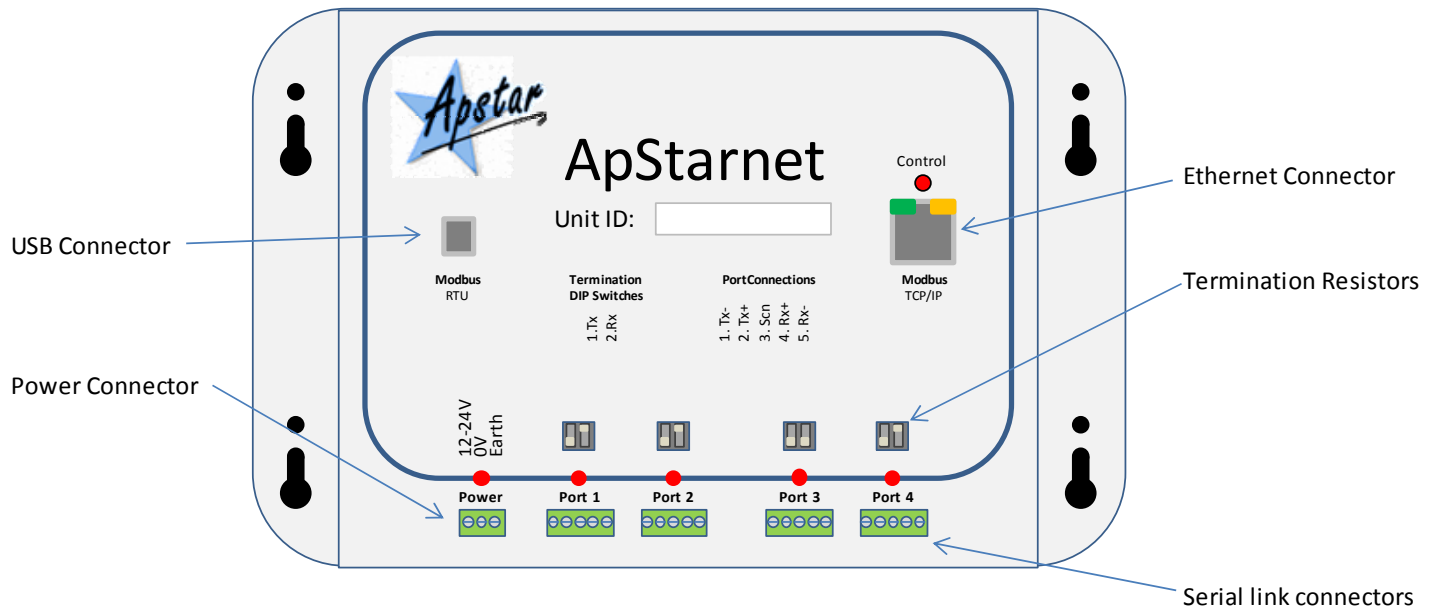 Apstar
ApStarnet
Control
Ethernet Connector
Unit ID:
USB Connector
Modbus
RTU
Termination
DIP Switches
1.Tx
2.Rx
PortConnections
1. Tx-
2. Tx+
3. Scn
4. Rx+
5. Rx-
Modbus
TCP/IP
Termination Resistors
Power Connector
12-24V
0V
Earth
Power
Port 1
Port 2
Port 3
Port 4
Serial link connectors